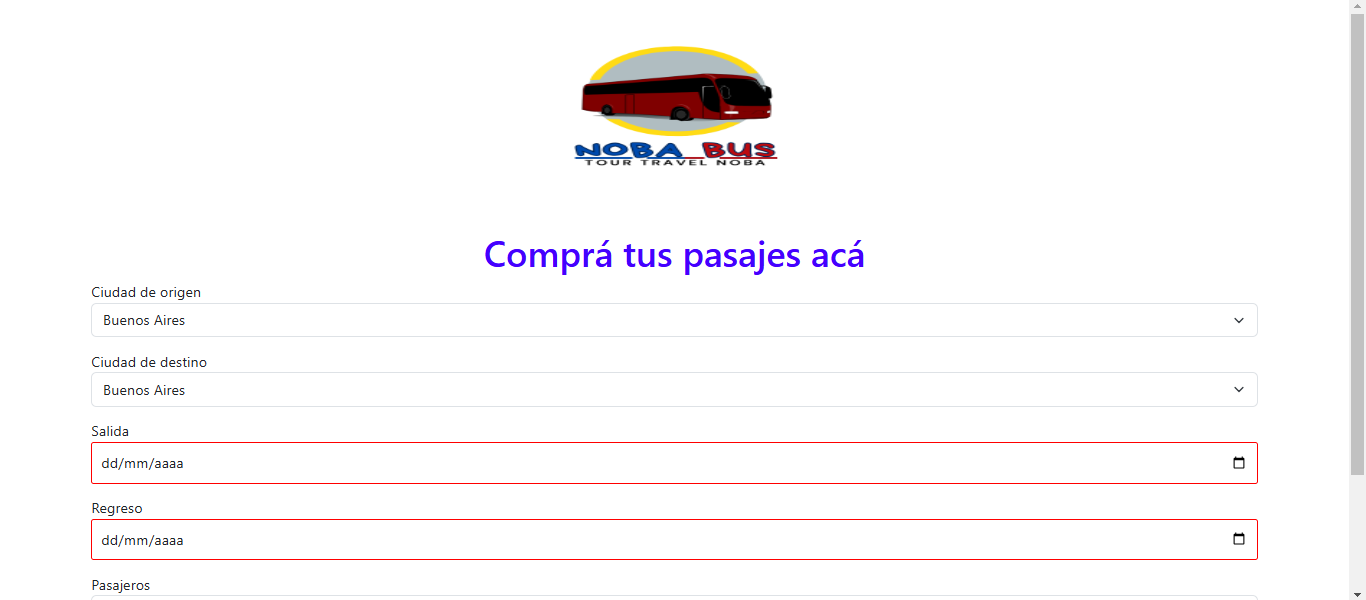 NOBA BUS
TOUR TRAVEL NOBA
Comprá tus pasajes acá
Ciudad de origen
Buenos Aires
Ciudad de destino
Buenos Aires
Salida
dd/mm/aaaa
Regreso
dd/mm/aaaa
Pasajeros